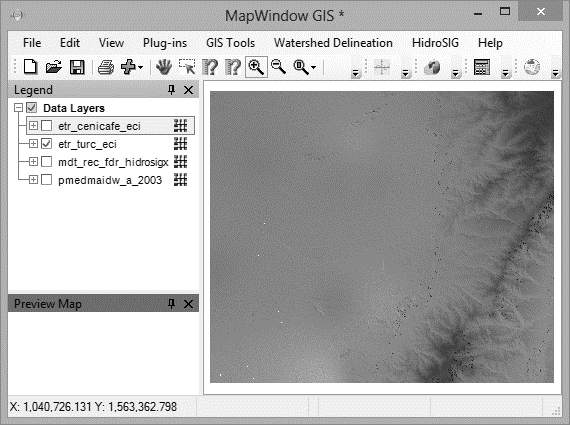 MapWindow GIS *
File Edit View Plug-ins GIS Tools Watershed Delineation HidroSIG Help
Legend
Data Layers
etr_cenicafe_eci
etr_turc_eci
mdt_rec_fdr_hidrosigx
pmedmaidw_a_2003
Preview Map
X: 1,040,726.131 Y: 1,563,362.798